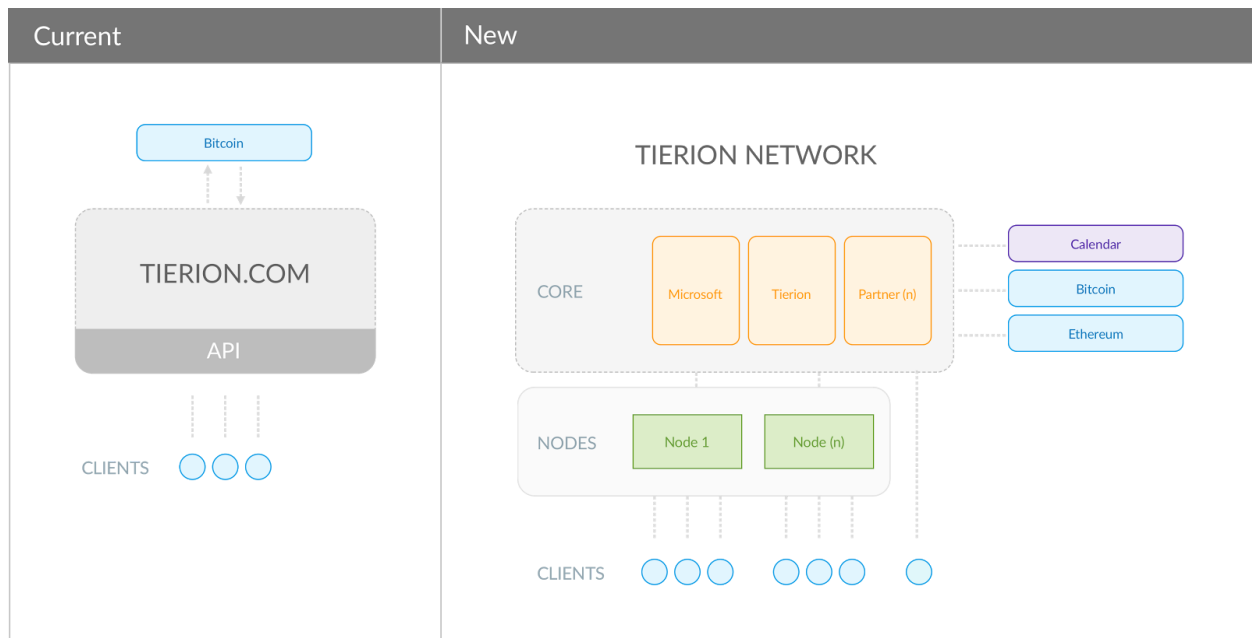 Current
New
Bitcoin
TIERION.COM
API
CLIENTS
TIERION NETWORK
CORE
Microsoft
Tierion
Partner (n)
Calendar
Bitcoin
Ethereum
NODES
Node 1
Node (n)
CLIENTS